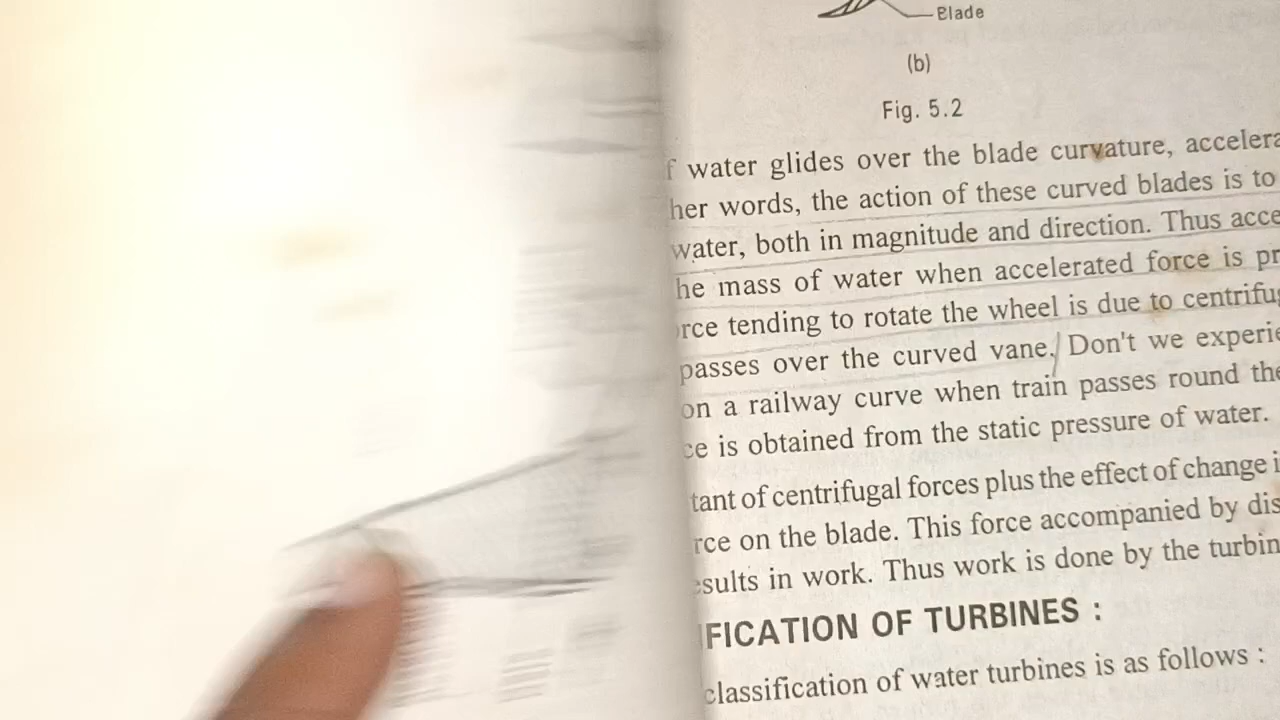 Blade
(b)
Fig. 5.2
water glides over the blade curvature, accelera
her words, the action of these curved blades is to
water, both in magnitude and direction. Thus acce
he mass of water when accelerated force is pr
rce tending to rotate the wheel is due to centrifug
passes over the curved vane. Don't we experie
on a railway curve when train passes round the
ce is obtained from the static pressure of water.
tant of centrifugal forces plus the effect of change i
rce on the blade. This force accompanied by dis
sults in work. Thus work is done by the turbin
FICATION OF TURBINES :
classification of water turbines is as follows :